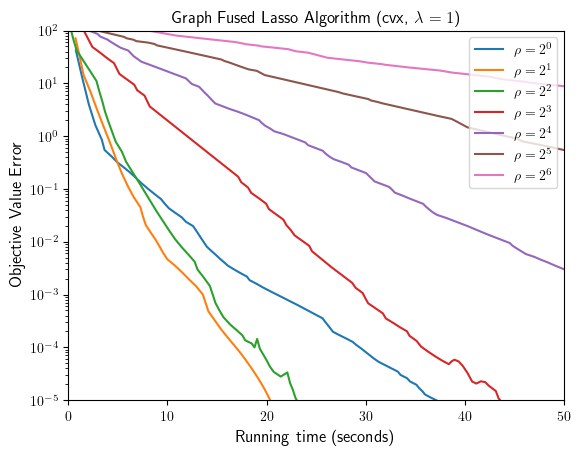 Graph Fused Lasso Algorithm (cvx, λ = 1)
Objective Value Error
10²
10¹
10⁰
10⁻¹
10⁻²
10⁻³
10⁻⁴
10⁻⁵
ρ = 2⁰
ρ = 2¹
ρ = 2²
ρ = 2³
ρ = 2⁴
ρ = 2⁵
ρ = 2⁶
0 10 20 30 40 50
Running time (seconds)